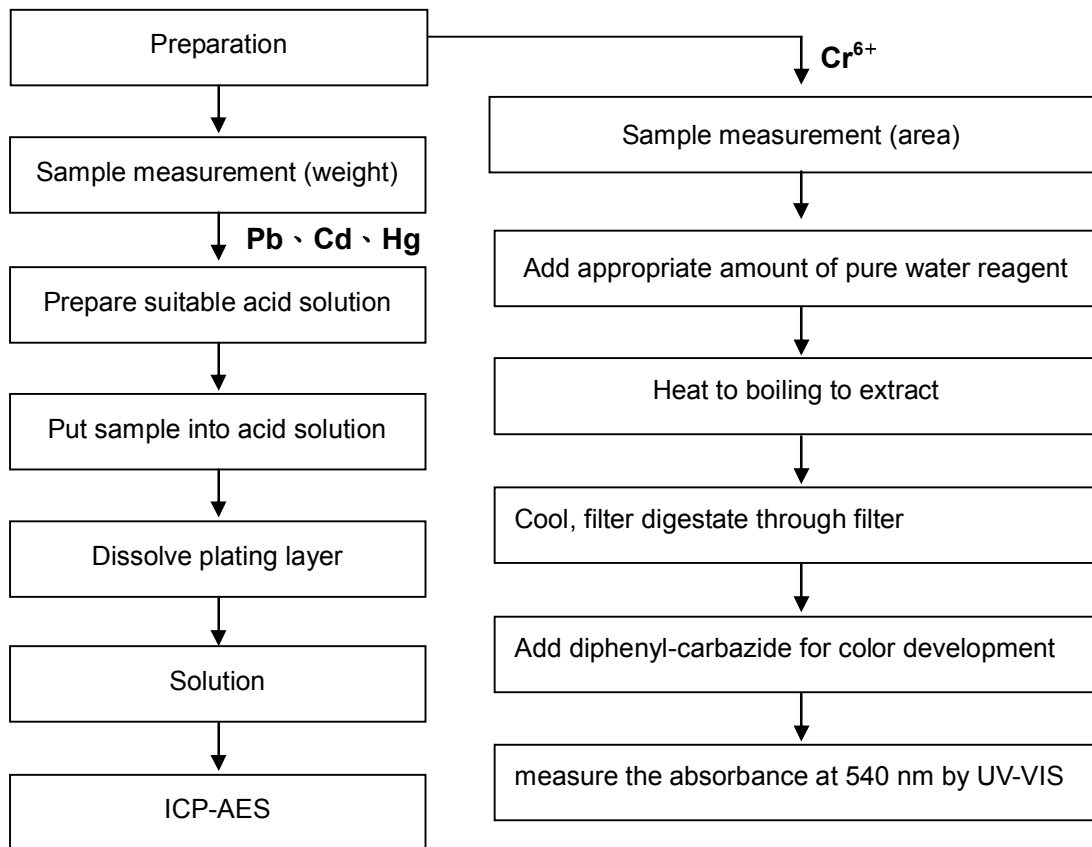 Preparation
Sample measurement (weight)
Pb、Cd、Hg
Prepare suitable acid solution
Put sample into acid solution
Dissolve plating layer
Solution
ICP-AES
Cr⁶⁺
Sample measurement (area)
Add appropriate amount of pure water reagent
Heat to boiling to extract
Cool, filter digestate through filter
Add diphenyl-carbazide for color development
measure the absorbance at 540 nm by UV-VIS